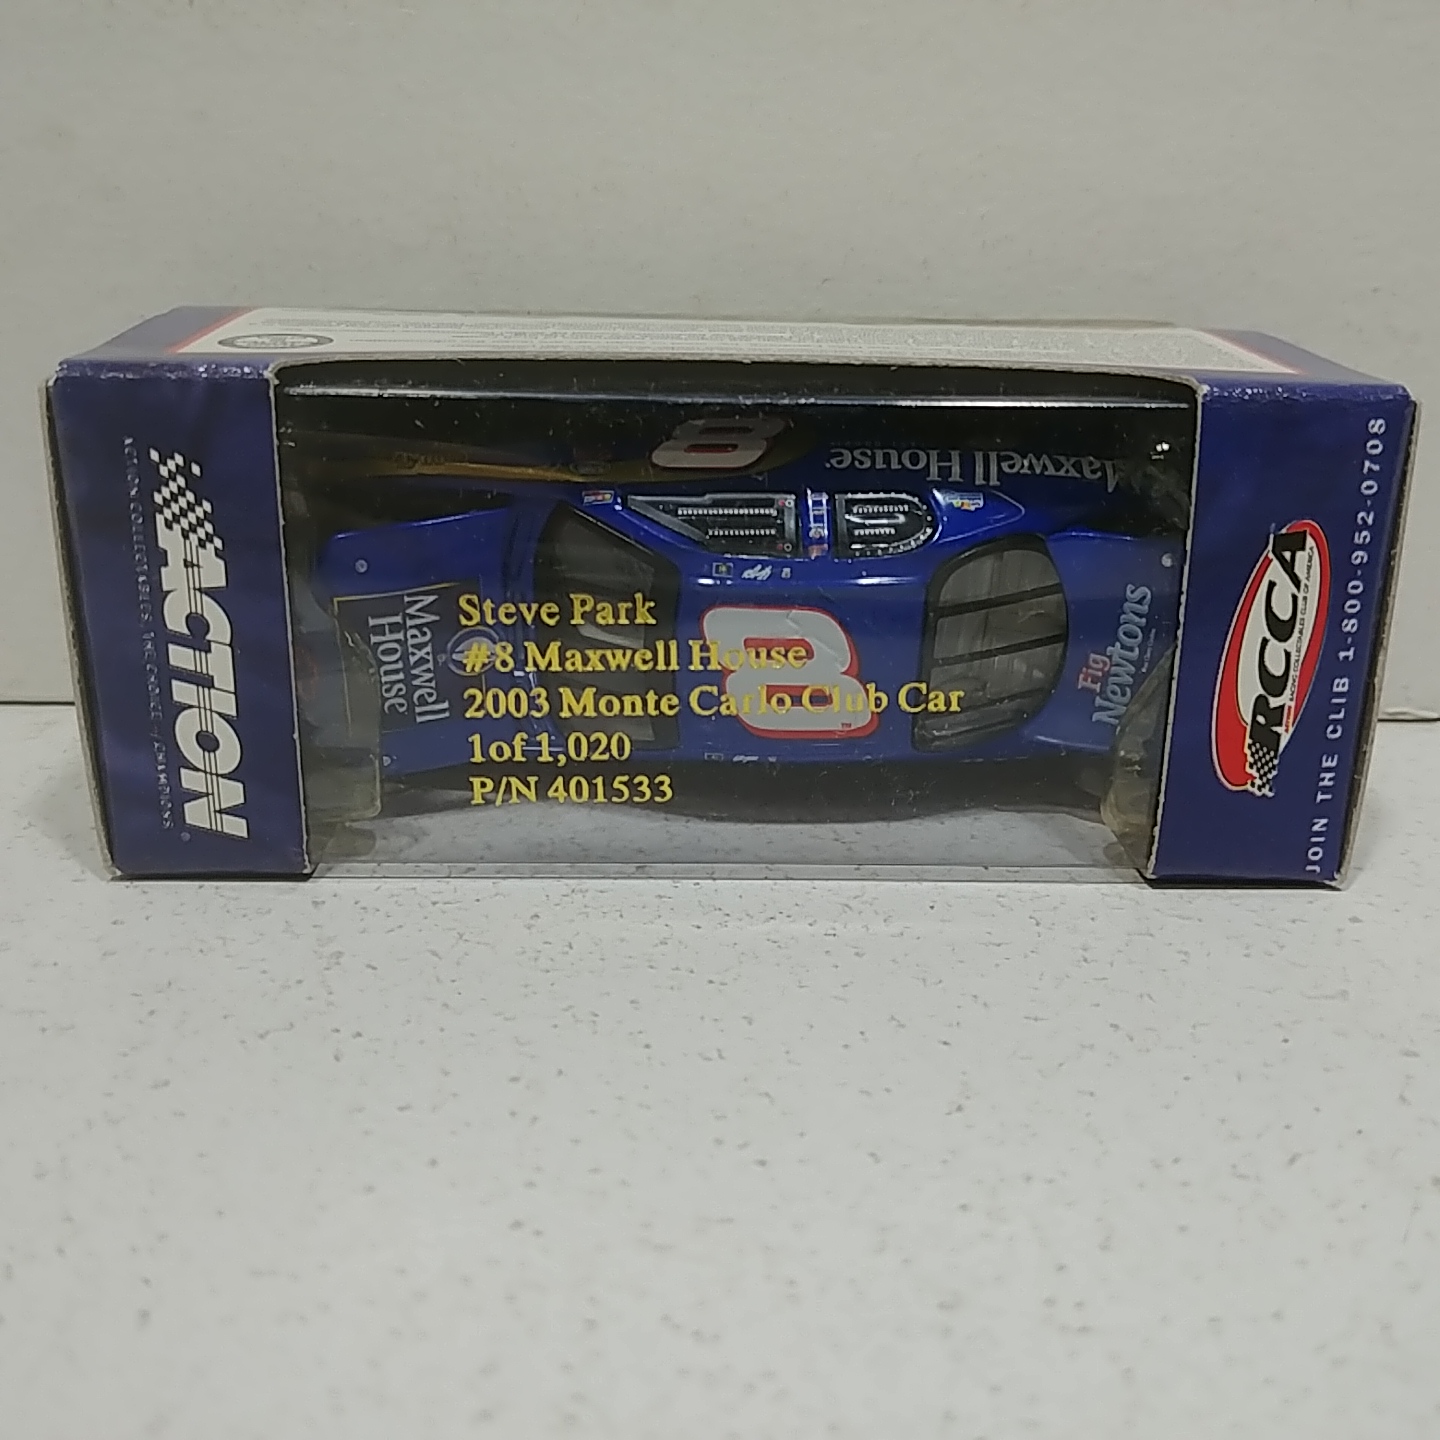 Steve Park
#8 Maxwell House
2003 Monte Carlo Club Car
1of 1,020
P/N 401533
ACTION
Maxwell
House
8
8
Maxwell House
Fig
Newtons
RCCA
JOIN THE CLUB 1-800-952-0708